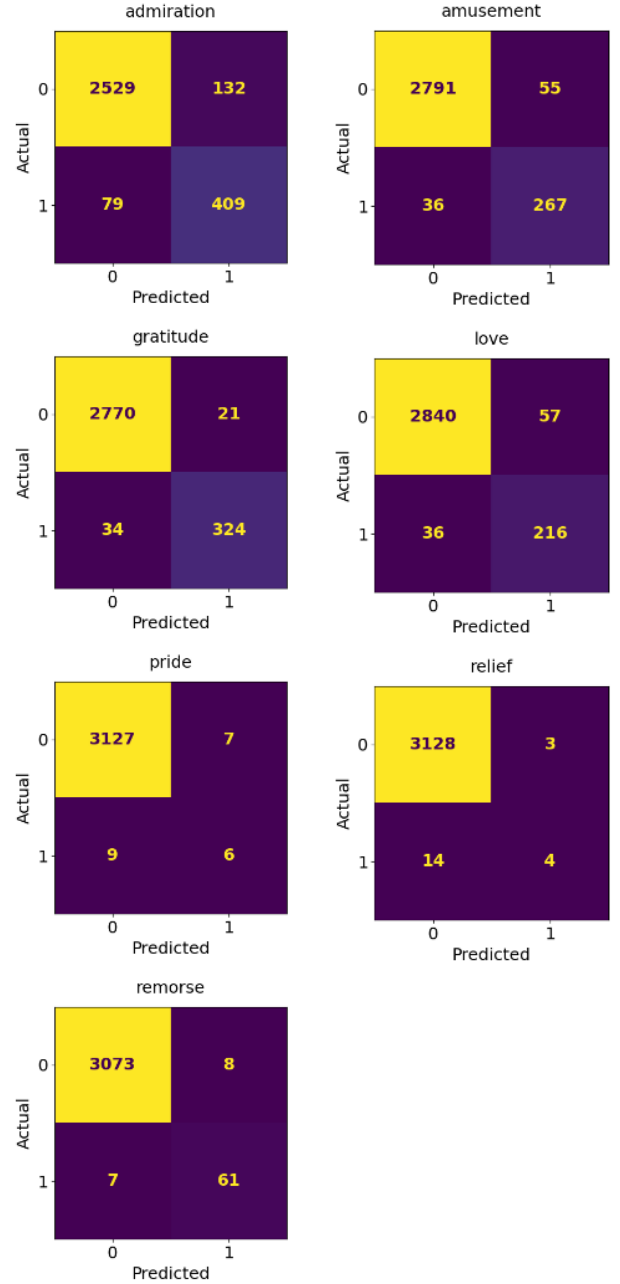 admiration
0
2529 132
Actual
1
79 409
0 1
Predicted
amusement
0
2791 55
Actual
1
36 267
0 1
Predicted
gratitude
0
2770 21
Actual
1
34 324
0 1
Predicted
love
0
2840 57
Actual
1
36 216
0 1
Predicted
pride
0
3127 7
Actual
1
9 6
0 1
Predicted
relief
0
3128 3
Actual
1
14 4
0 1
Predicted
remorse
0
3073 8
Actual
1
7 61
0 1
Predicted